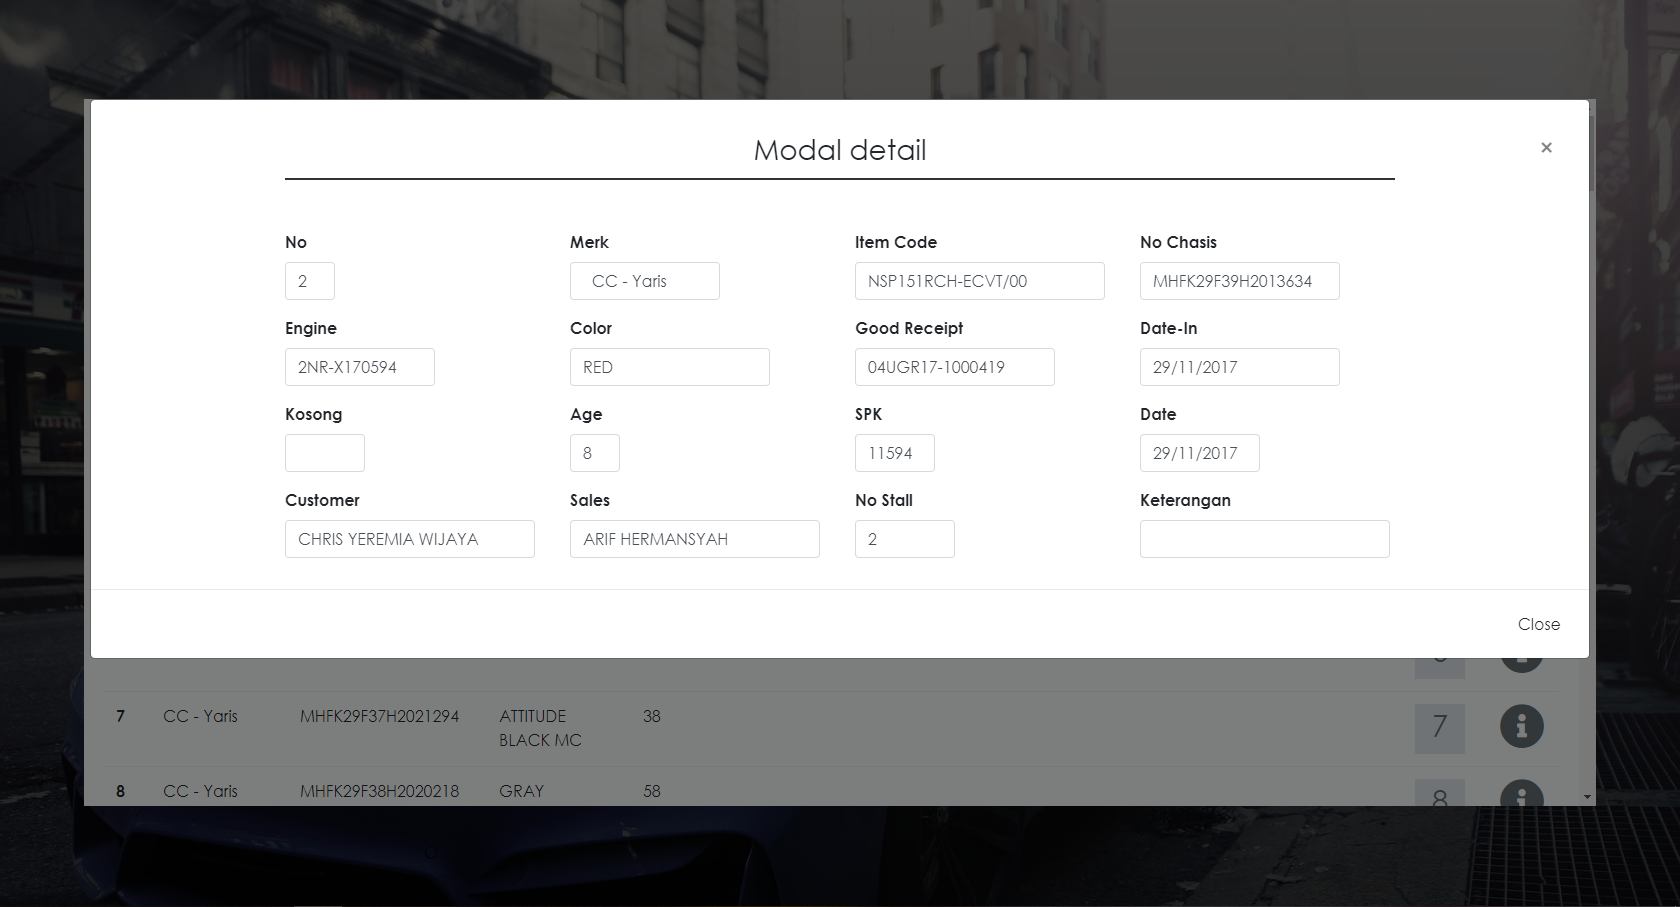 Modal detail
×
No
Merk
Item Code
No Chasis
2
CC - Yaris
NSP151RCH-ECVT/00
MHFK29F39H2013634
Engine
Color
Good Receipt
Date-In
2NR-X170594
RED
04UGR17-1000419
29/11/2017
Kosong
Age
SPK
Date
8
11594
29/11/2017
Customer
Sales
No Stall
Keterangan
CHRIS YEREMIA WIJAYA
ARIF HERMANSYAH
2
Close
7 CC - Yaris MHFK29F37H2021294 ATTITUDE 38 7
BLACK MC
8 CC - Yaris MHFK29F38H2020218 GRAY 58 8